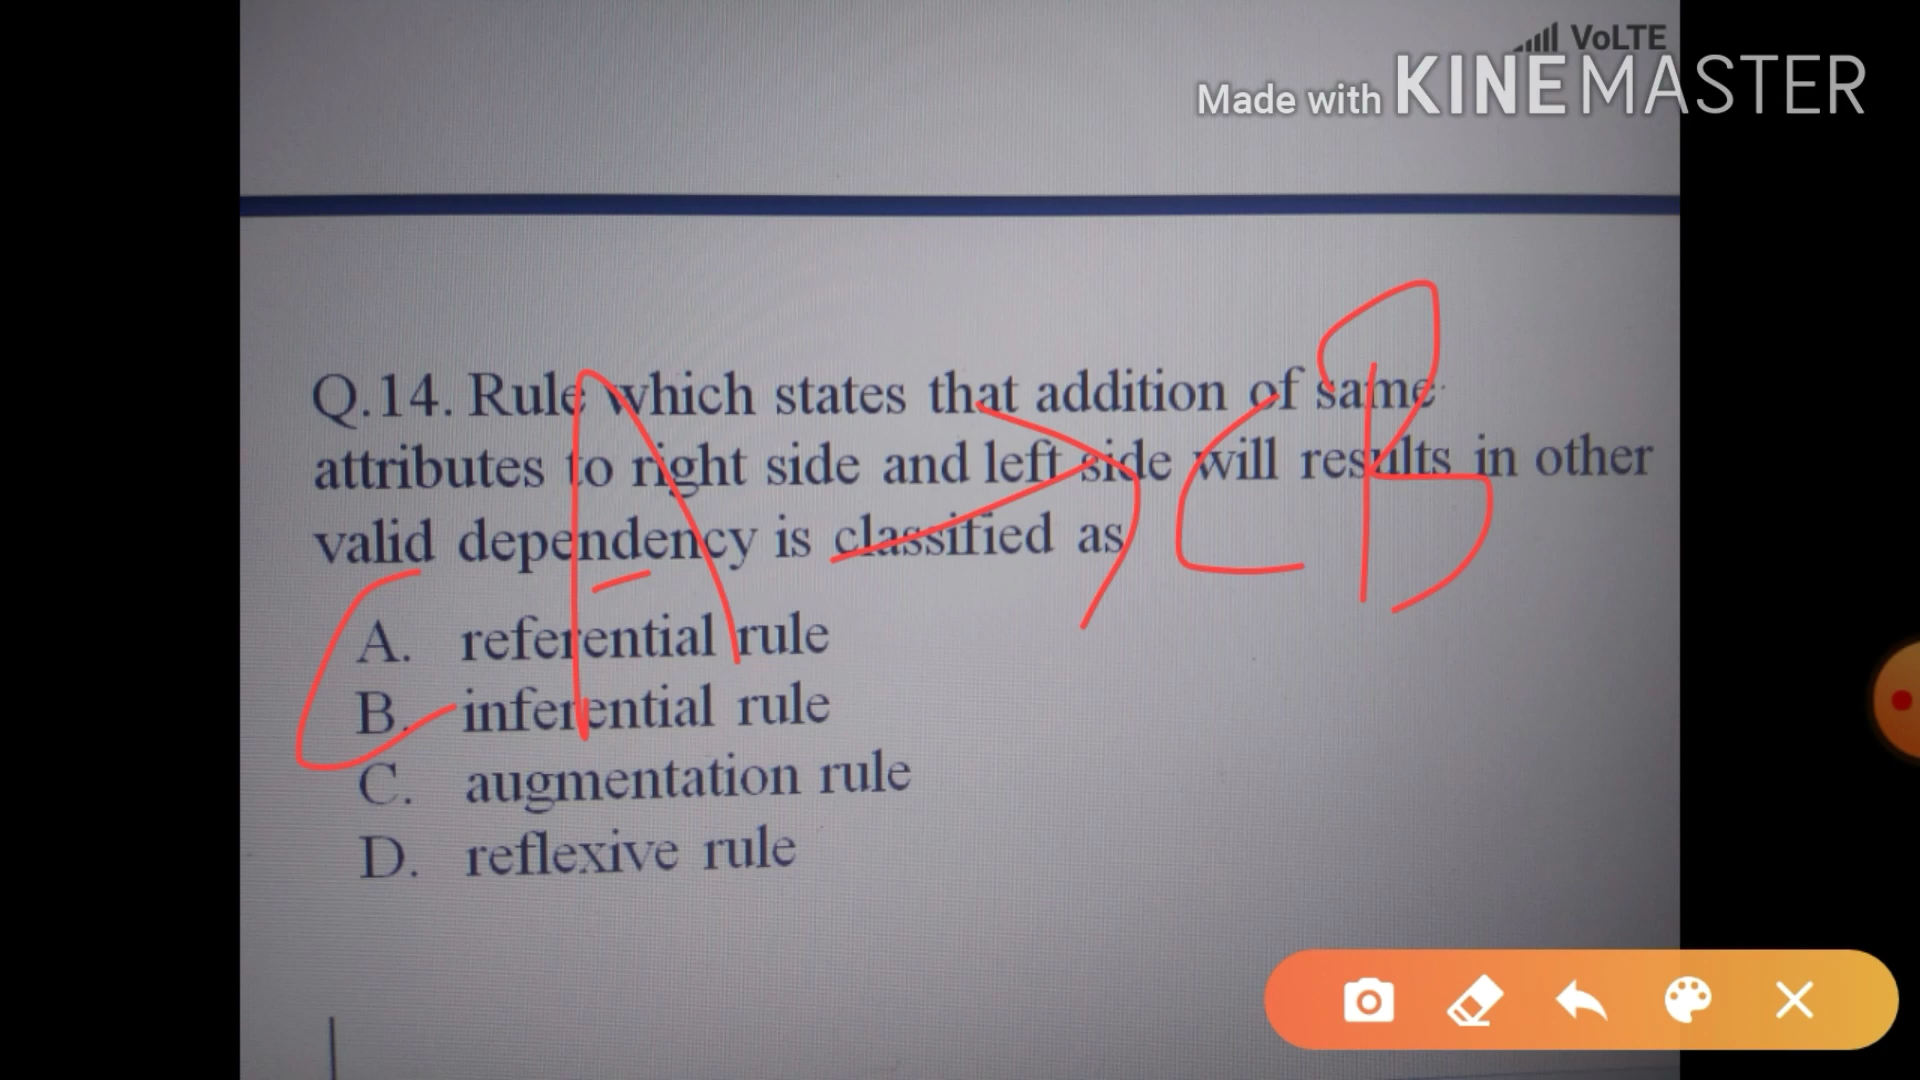 VoLTE
Made with KINEMASTER
Q.14. Rule which states that addition of same
attributes to right side and left side will results in other
valid dependency is classified as
A. referential rule
B. inferential rule
C. augmentation rule
D. reflexive rule
CA -> CB